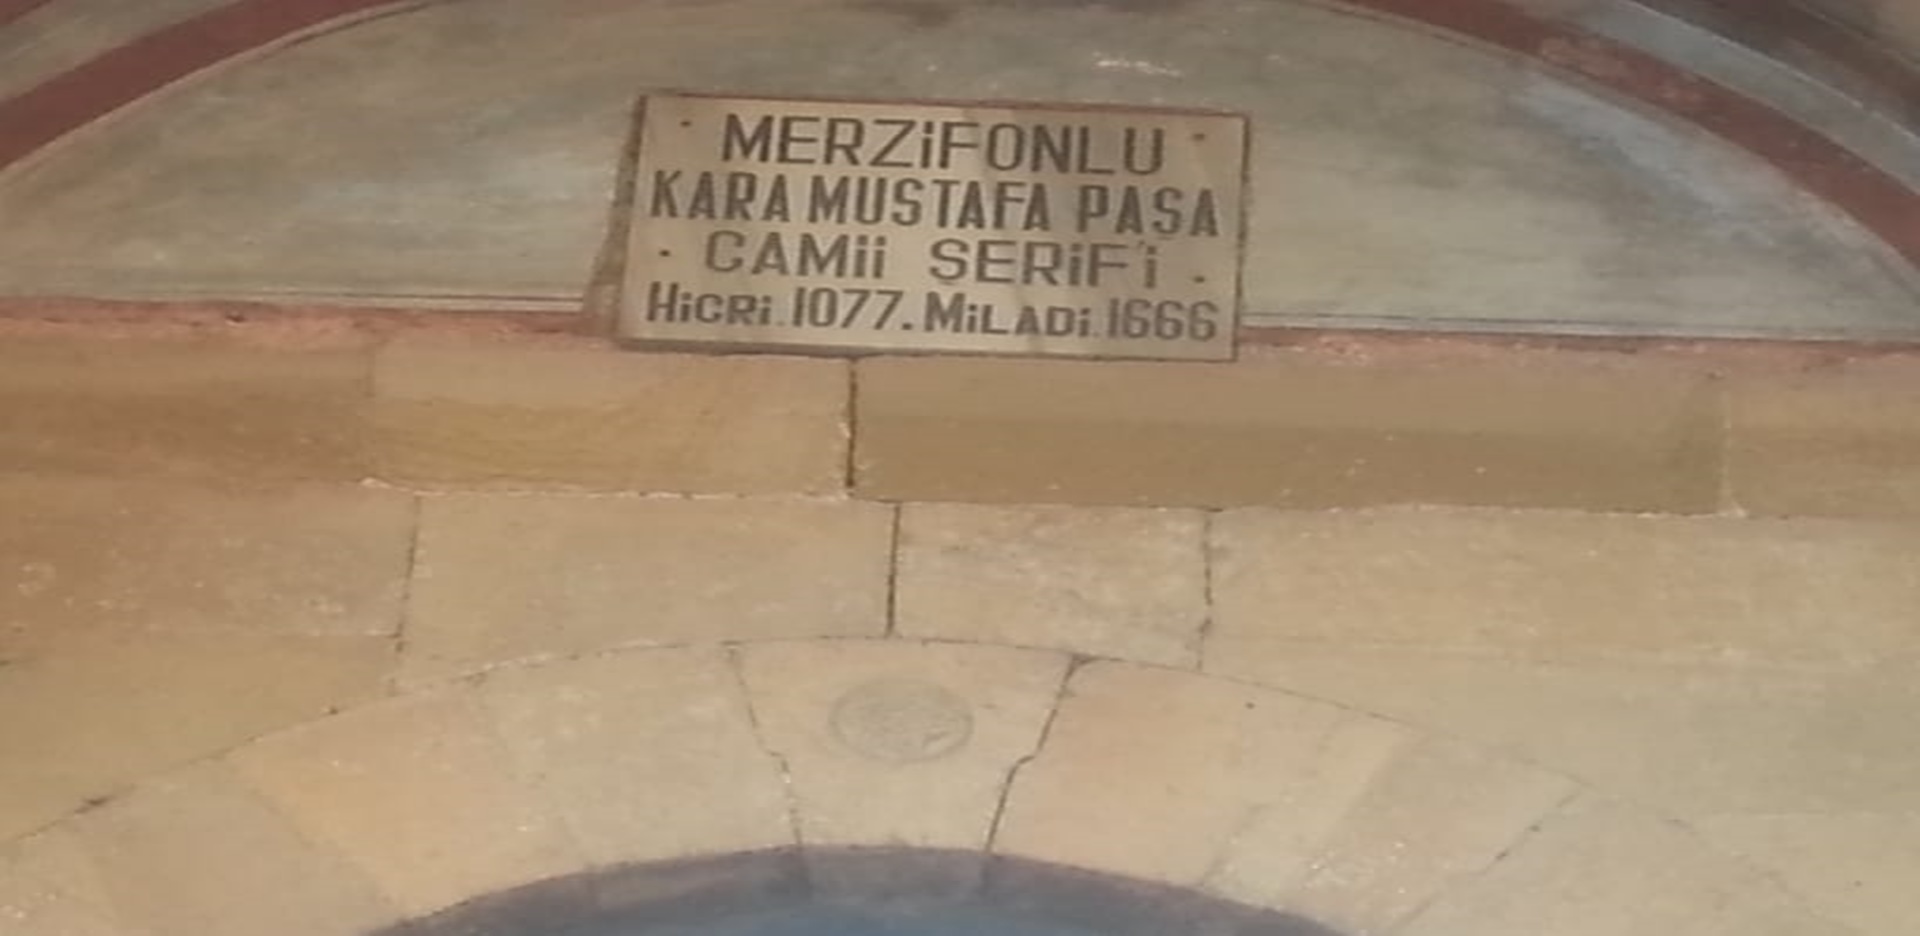 MERZiFONLU
KARA MUSTAFA PAŞA
CAMii ŞERiF'i
HiCRi.1077.MiLADi.1666